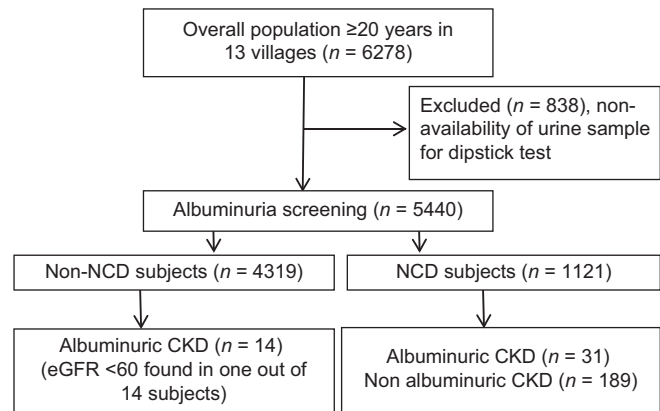 Overall population ≥20 years in
13 villages (n = 6278)
Excluded (n = 838), non-
availability of urine sample
for dipstick test
Albuminuria screening (n = 5440)
Non-NCD subjects (n = 4319)
NCD subjects (n = 1121)
Albuminuric CKD (n = 14)
(eGFR <60 found in one out of
14 subjects)
Albuminuric CKD (n = 31)
Non albuminuric CKD (n = 189)